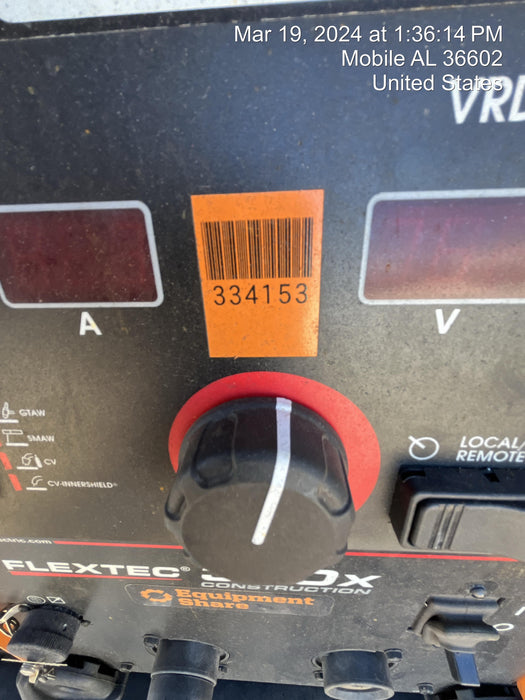 Mar 19, 2024 at 1:36:14 PM
Mobile AL 36602
United States
334153
A
V
GTAW
SMAW
CV
CV-INNERSHIELD®
LOCAL/
REMOTE
FLEXTEC®
CONSTRUCTION
Equipment
Share